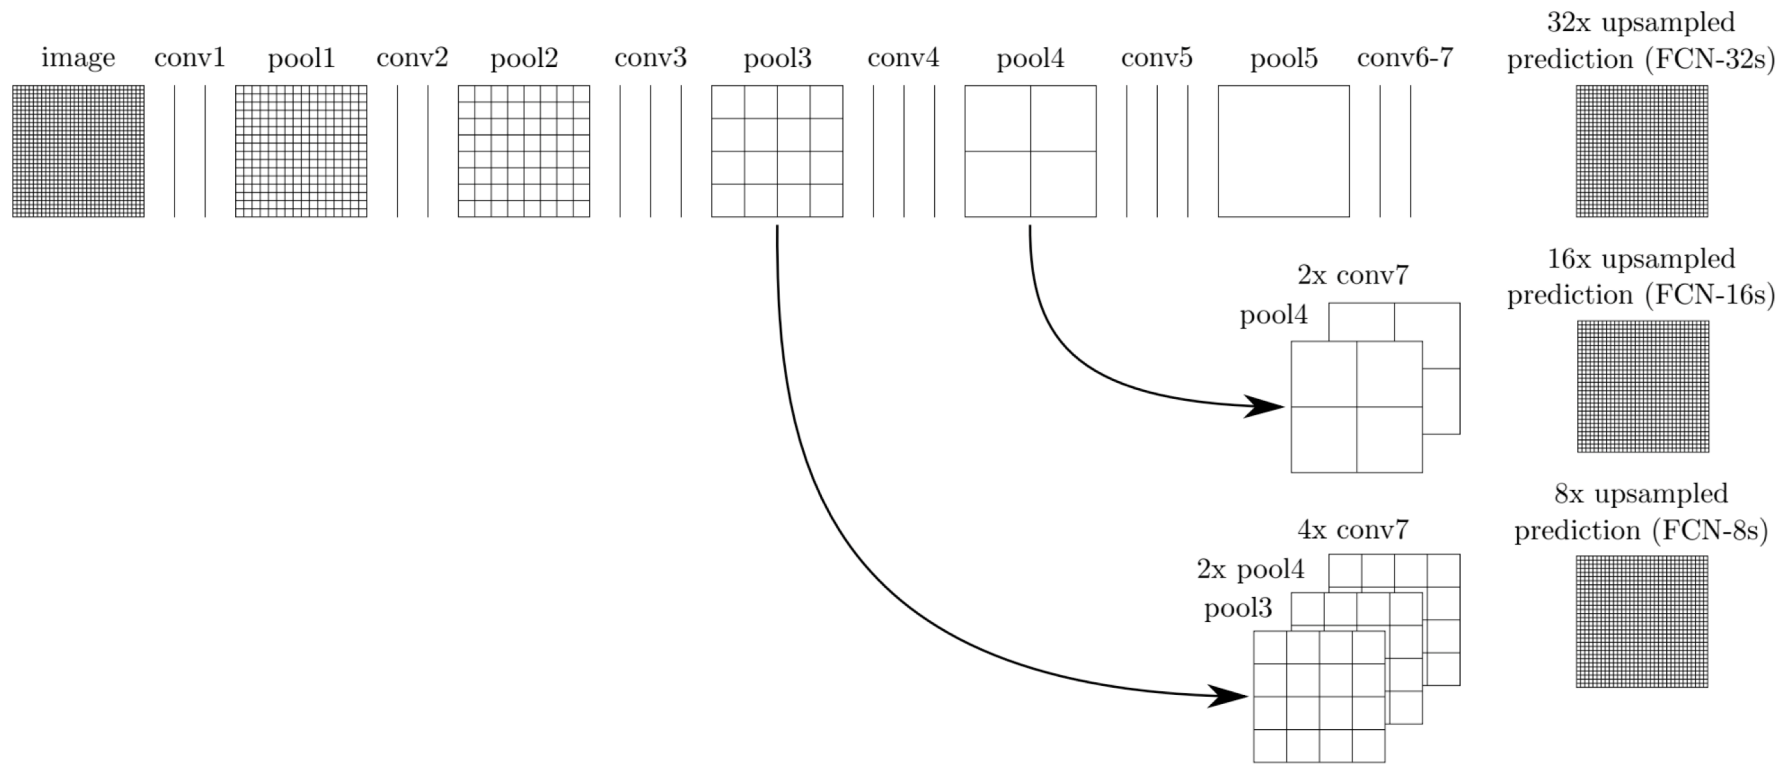 image
conv1
pool1
conv2
pool2
conv3
pool3
conv4
pool4
conv5
pool5
conv6-7
32x upsampled
prediction (FCN-32s)
2x conv7
pool4
16x upsampled
prediction (FCN-16s)
4x conv7
2x pool4
pool3
8x upsampled
prediction (FCN-8s)